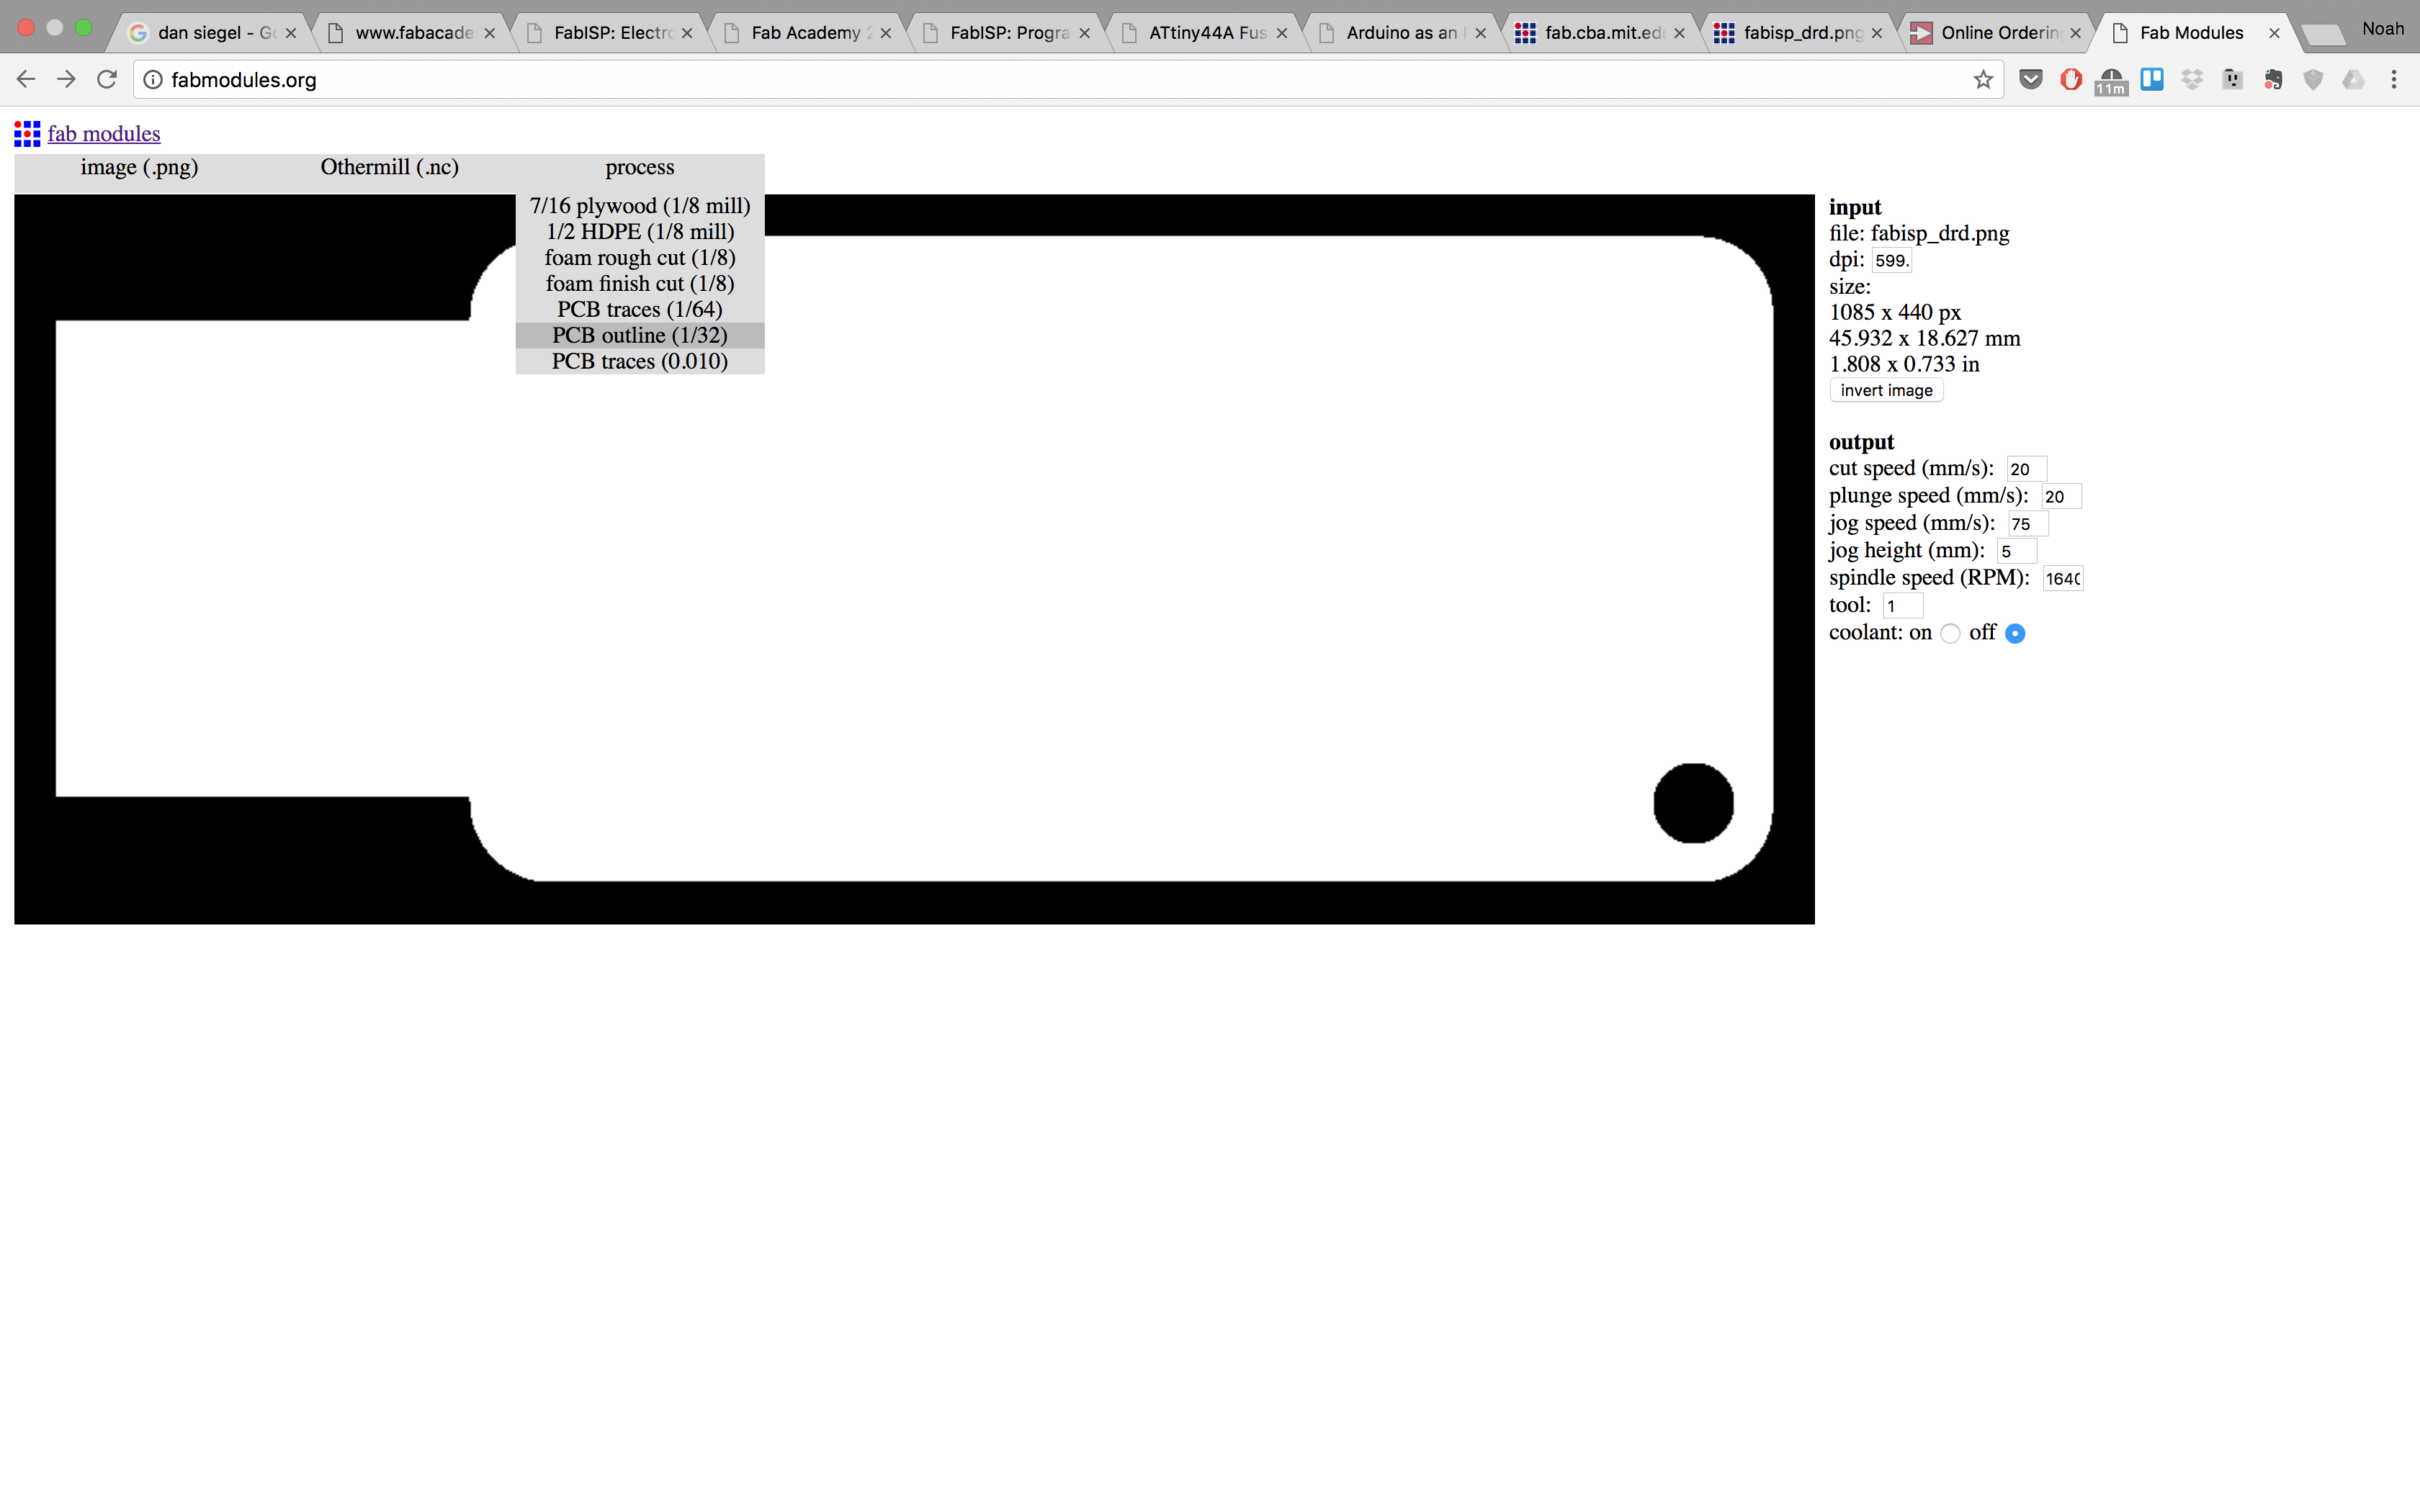 dan siegel - Go
www.fabacade
FabISP: Electro
Fab Academy 2
FabISP: Progra
ATtiny44A Fus
Arduino as an
fab.cba.mit.edu
fabisp_drd.png
Online Ordering
Fab Modules
Noah
fabmodules.org
11m
fab modules
image (.png)
Othermill (.nc)
process
7/16 plywood (1/8 mill)
1/2 HDPE (1/8 mill)
foam rough cut (1/8)
foam finish cut (1/8)
PCB traces (1/64)
PCB outline (1/32)
PCB traces (0.010)
input
file: fabisp_drd.png
dpi: 599.
size:
1085 x 440 px
45.932 x 18.627 mm
1.808 x 0.733 in
invert image
output
cut speed (mm/s): 20
plunge speed (mm/s): 20
jog speed (mm/s): 75
jog height (mm): 5
spindle speed (RPM): 1640
tool: 1
coolant: on off